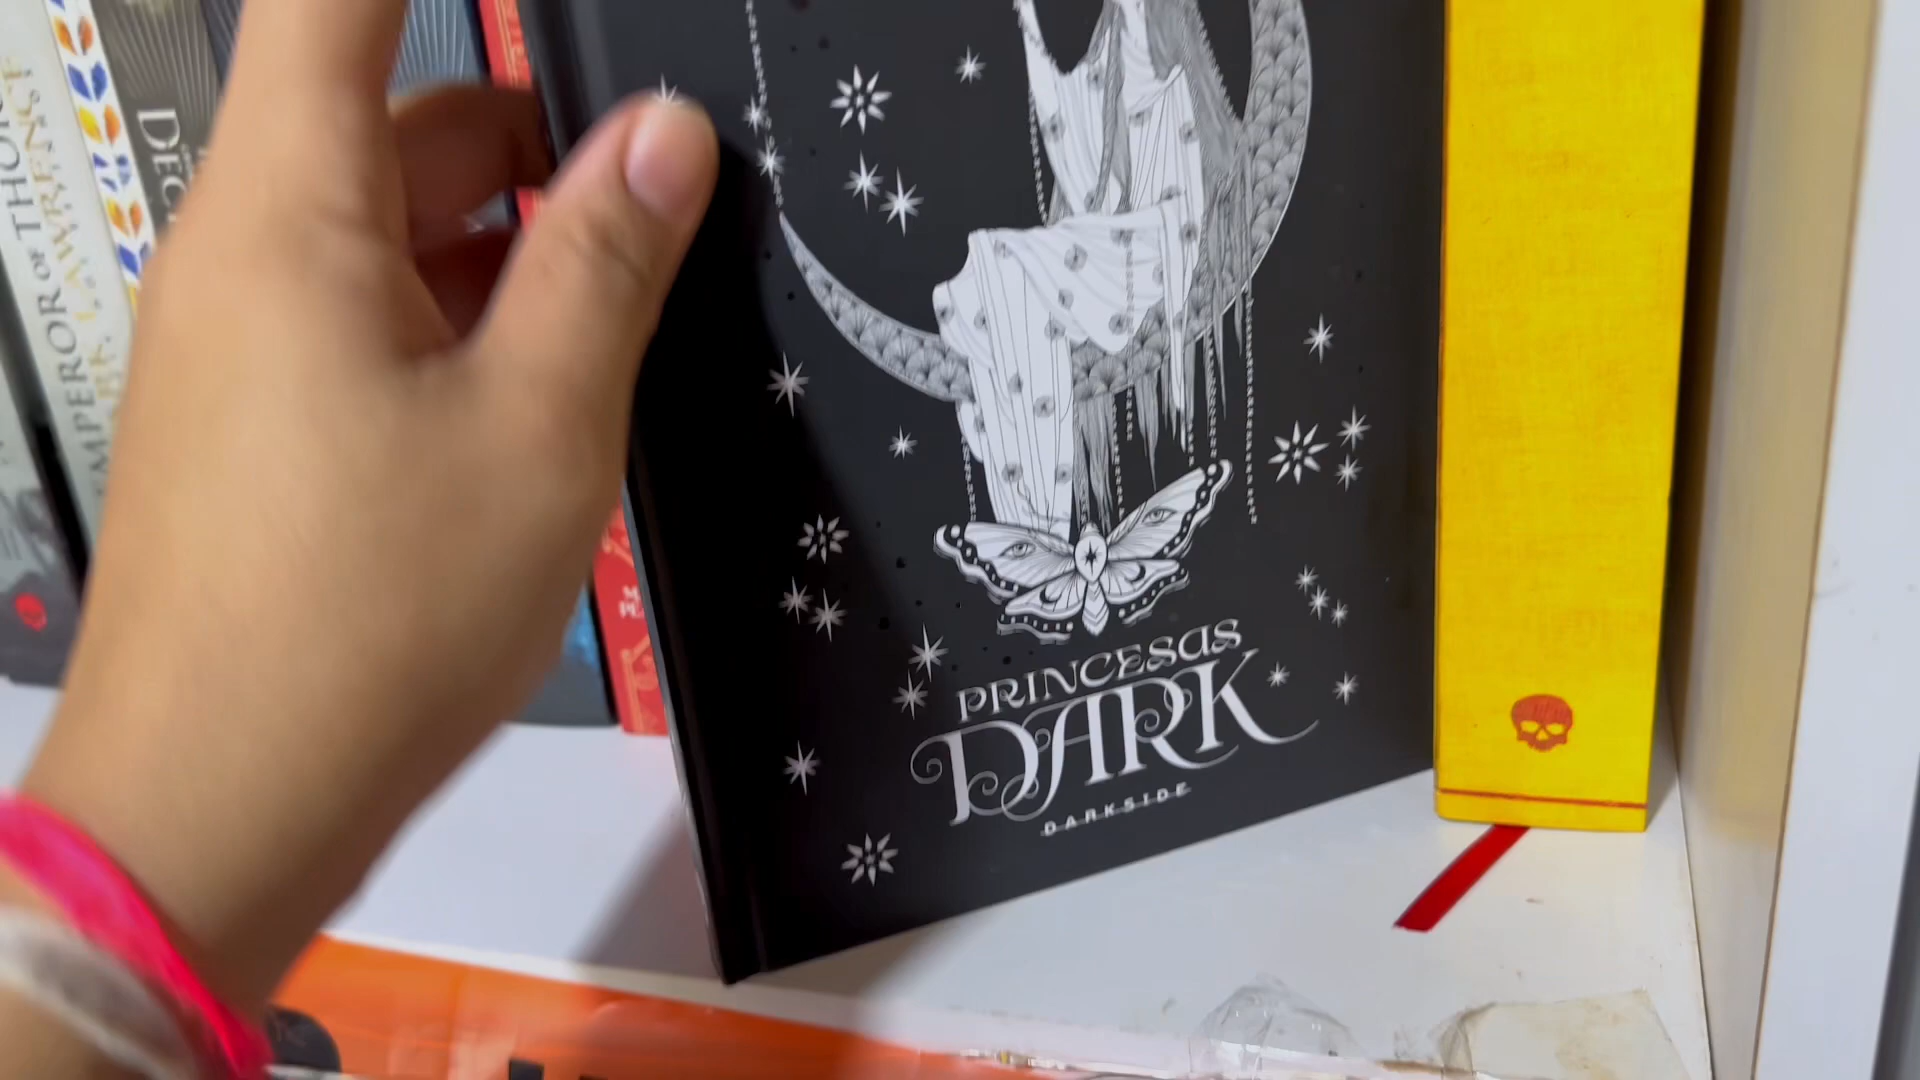 EMPEROR OF THORNS
LAWRENCE
DEC
PRINCESAS
DARK
DARKSIDE